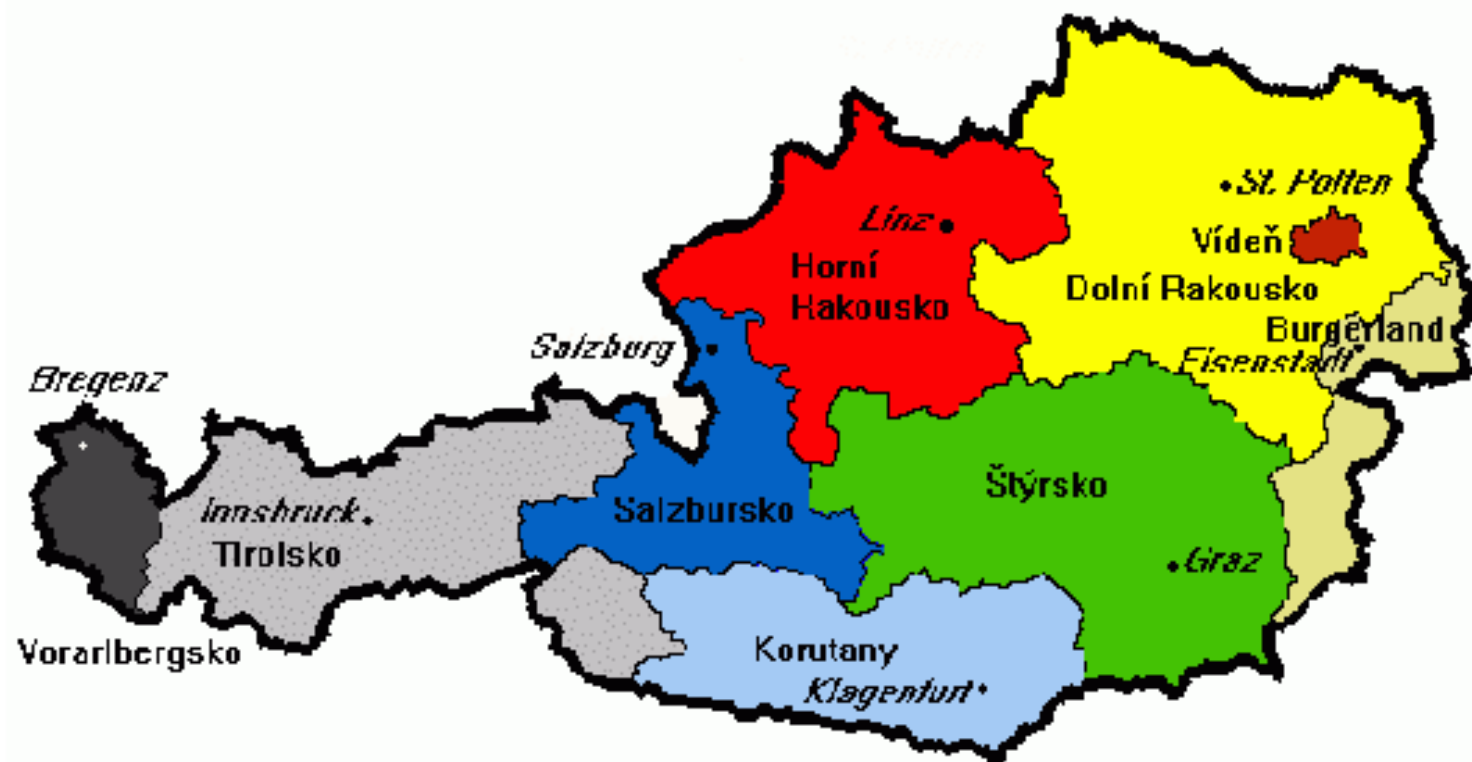 St. Polten
Linz
Vídeň
Horní
Rakousko
Dolní Rakousko
Burgerland
Salzburg
Eisenstadt
Bregenz
Štýrsko
Salzbursko
Innsbruck
Tirolsko
Graz
Vorarlbergsko
Korutany
Klagenfurt